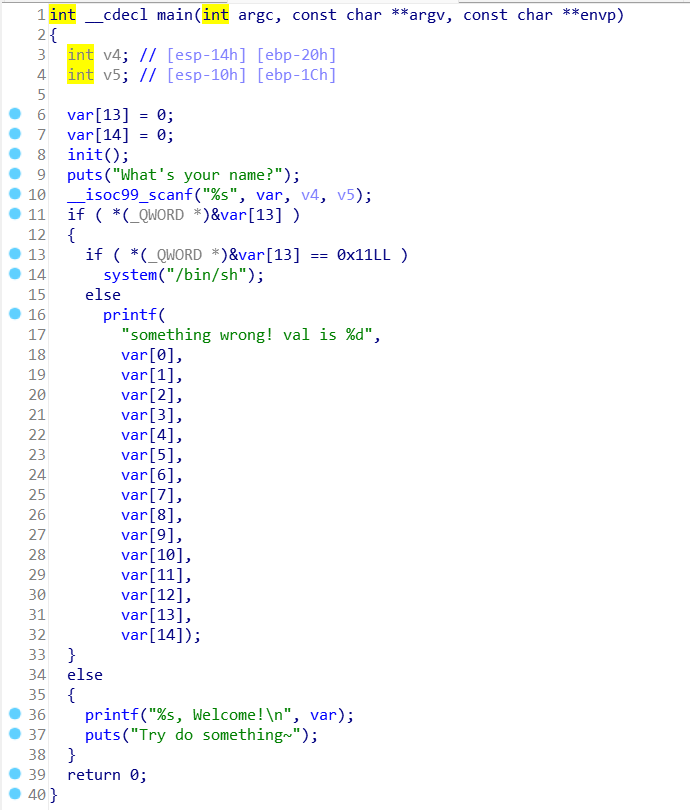 1 int __cdecl main(int argc, const char **argv, const char **envp)
2 {
3   int v4; // [esp-14h] [ebp-20h]
4   int v5; // [esp-10h] [ebp-1Ch]
5
6   var[13] = 0;
7   var[14] = 0;
8   init();
9   puts("What's your name?");
10   __isoc99_scanf("%s", var, v4, v5);
11   if ( *(_QWORD *)&var[13] )
12   {
13     if ( *(_QWORD *)&var[13] == 0x11LL )
14       system("/bin/sh");
15     else
16       printf(
17         "something wrong! val is %d",
18         var[0],
19         var[1],
20         var[2],
21         var[3],
22         var[4],
23         var[5],
24         var[6],
25         var[7],
26         var[8],
27         var[9],
28         var[10],
29         var[11],
30         var[12],
31         var[13],
32         var[14]);
33   }
34   else
35   {
36     printf("%s, Welcome!\n", var);
37     puts("Try do something~");
38   }
39   return 0;
40 }